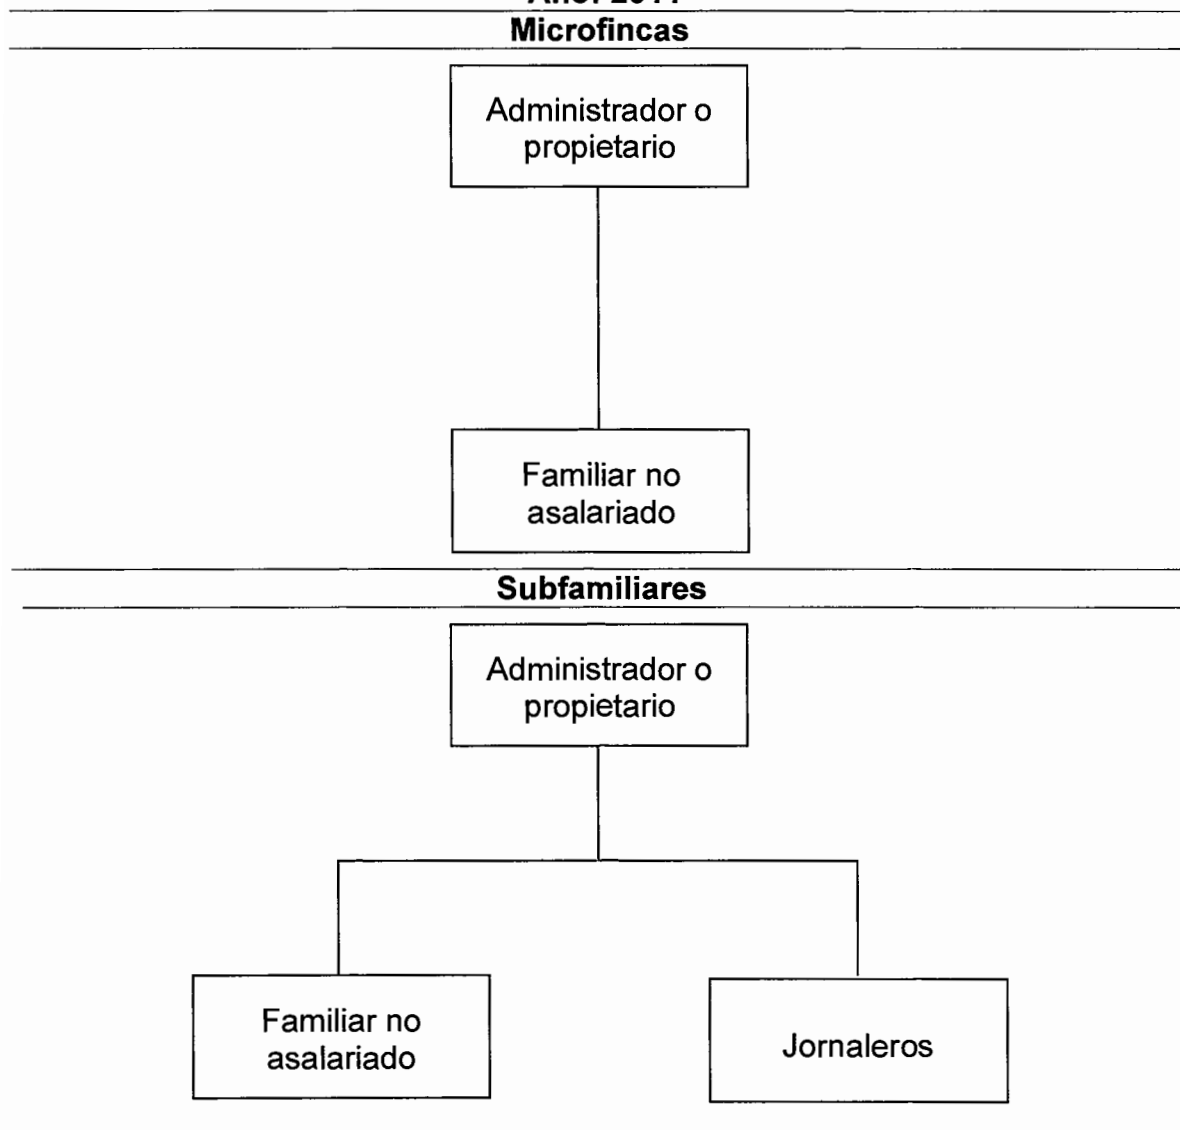 Microfincas
Administrador o
propietario
Familiar no
asalariado
Subfamiliares
Administrador o
propietario
Familiar no
asalariado
Jornaleros